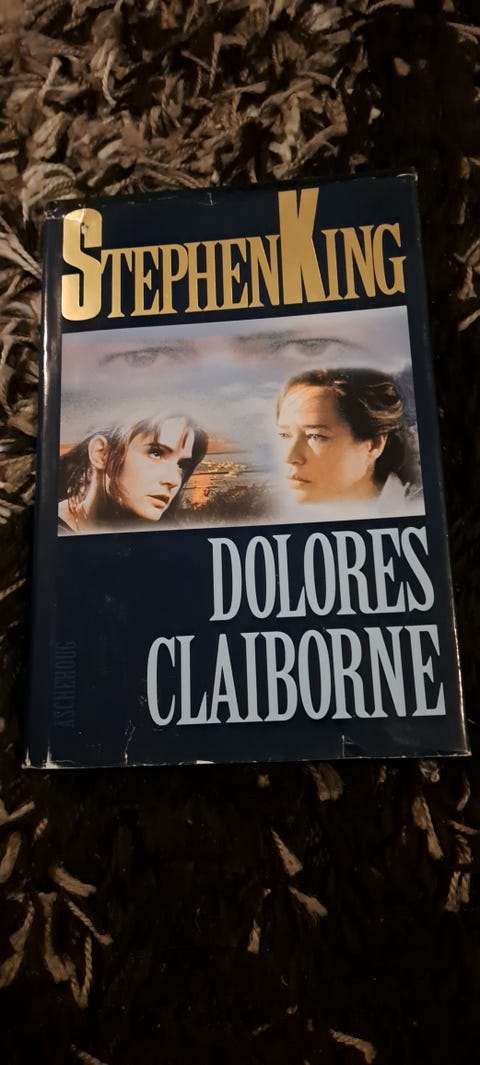 STEPHEN KING
DOLORES
CLAIBORNE
ASCHEHOUG